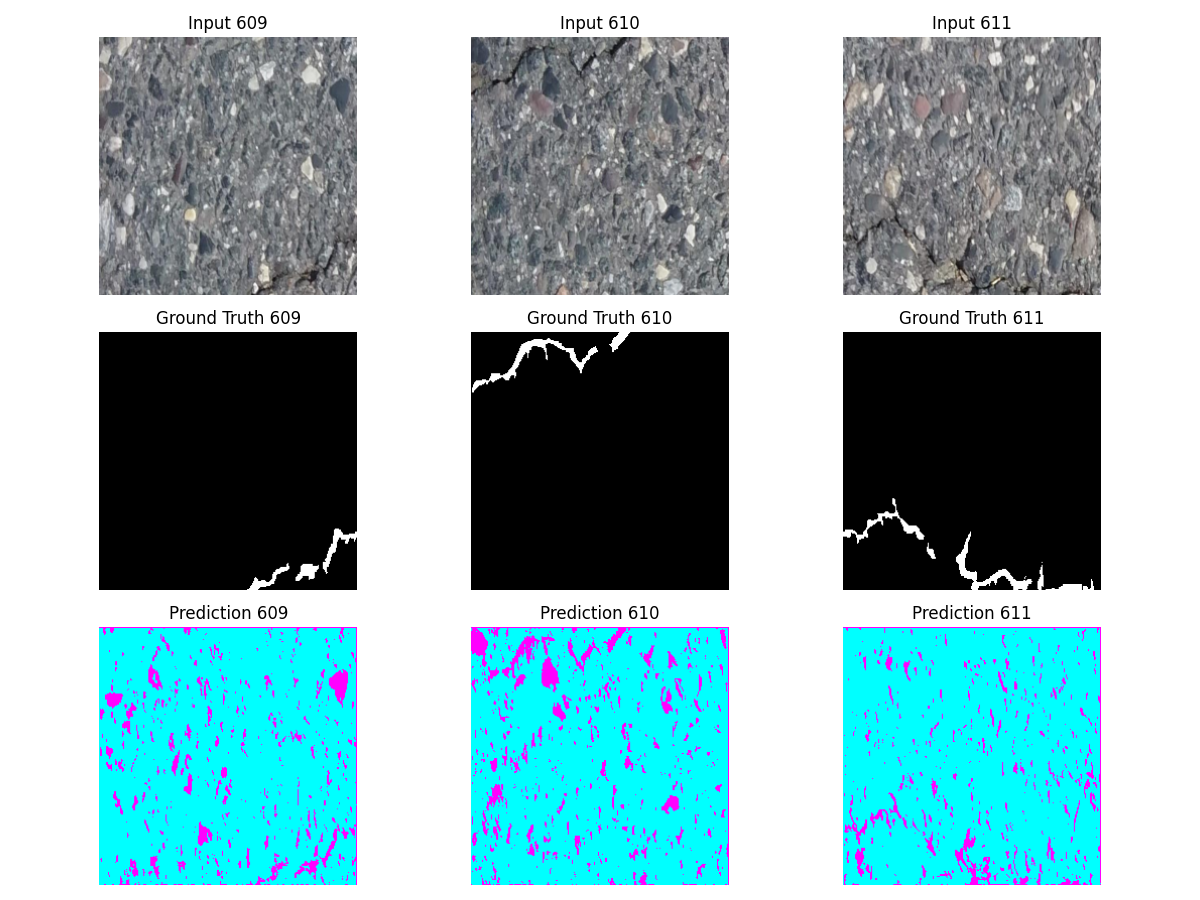 Input 609
Input 610
Input 611
Ground Truth 609
Ground Truth 610
Ground Truth 611
Prediction 609
Prediction 610
Prediction 611